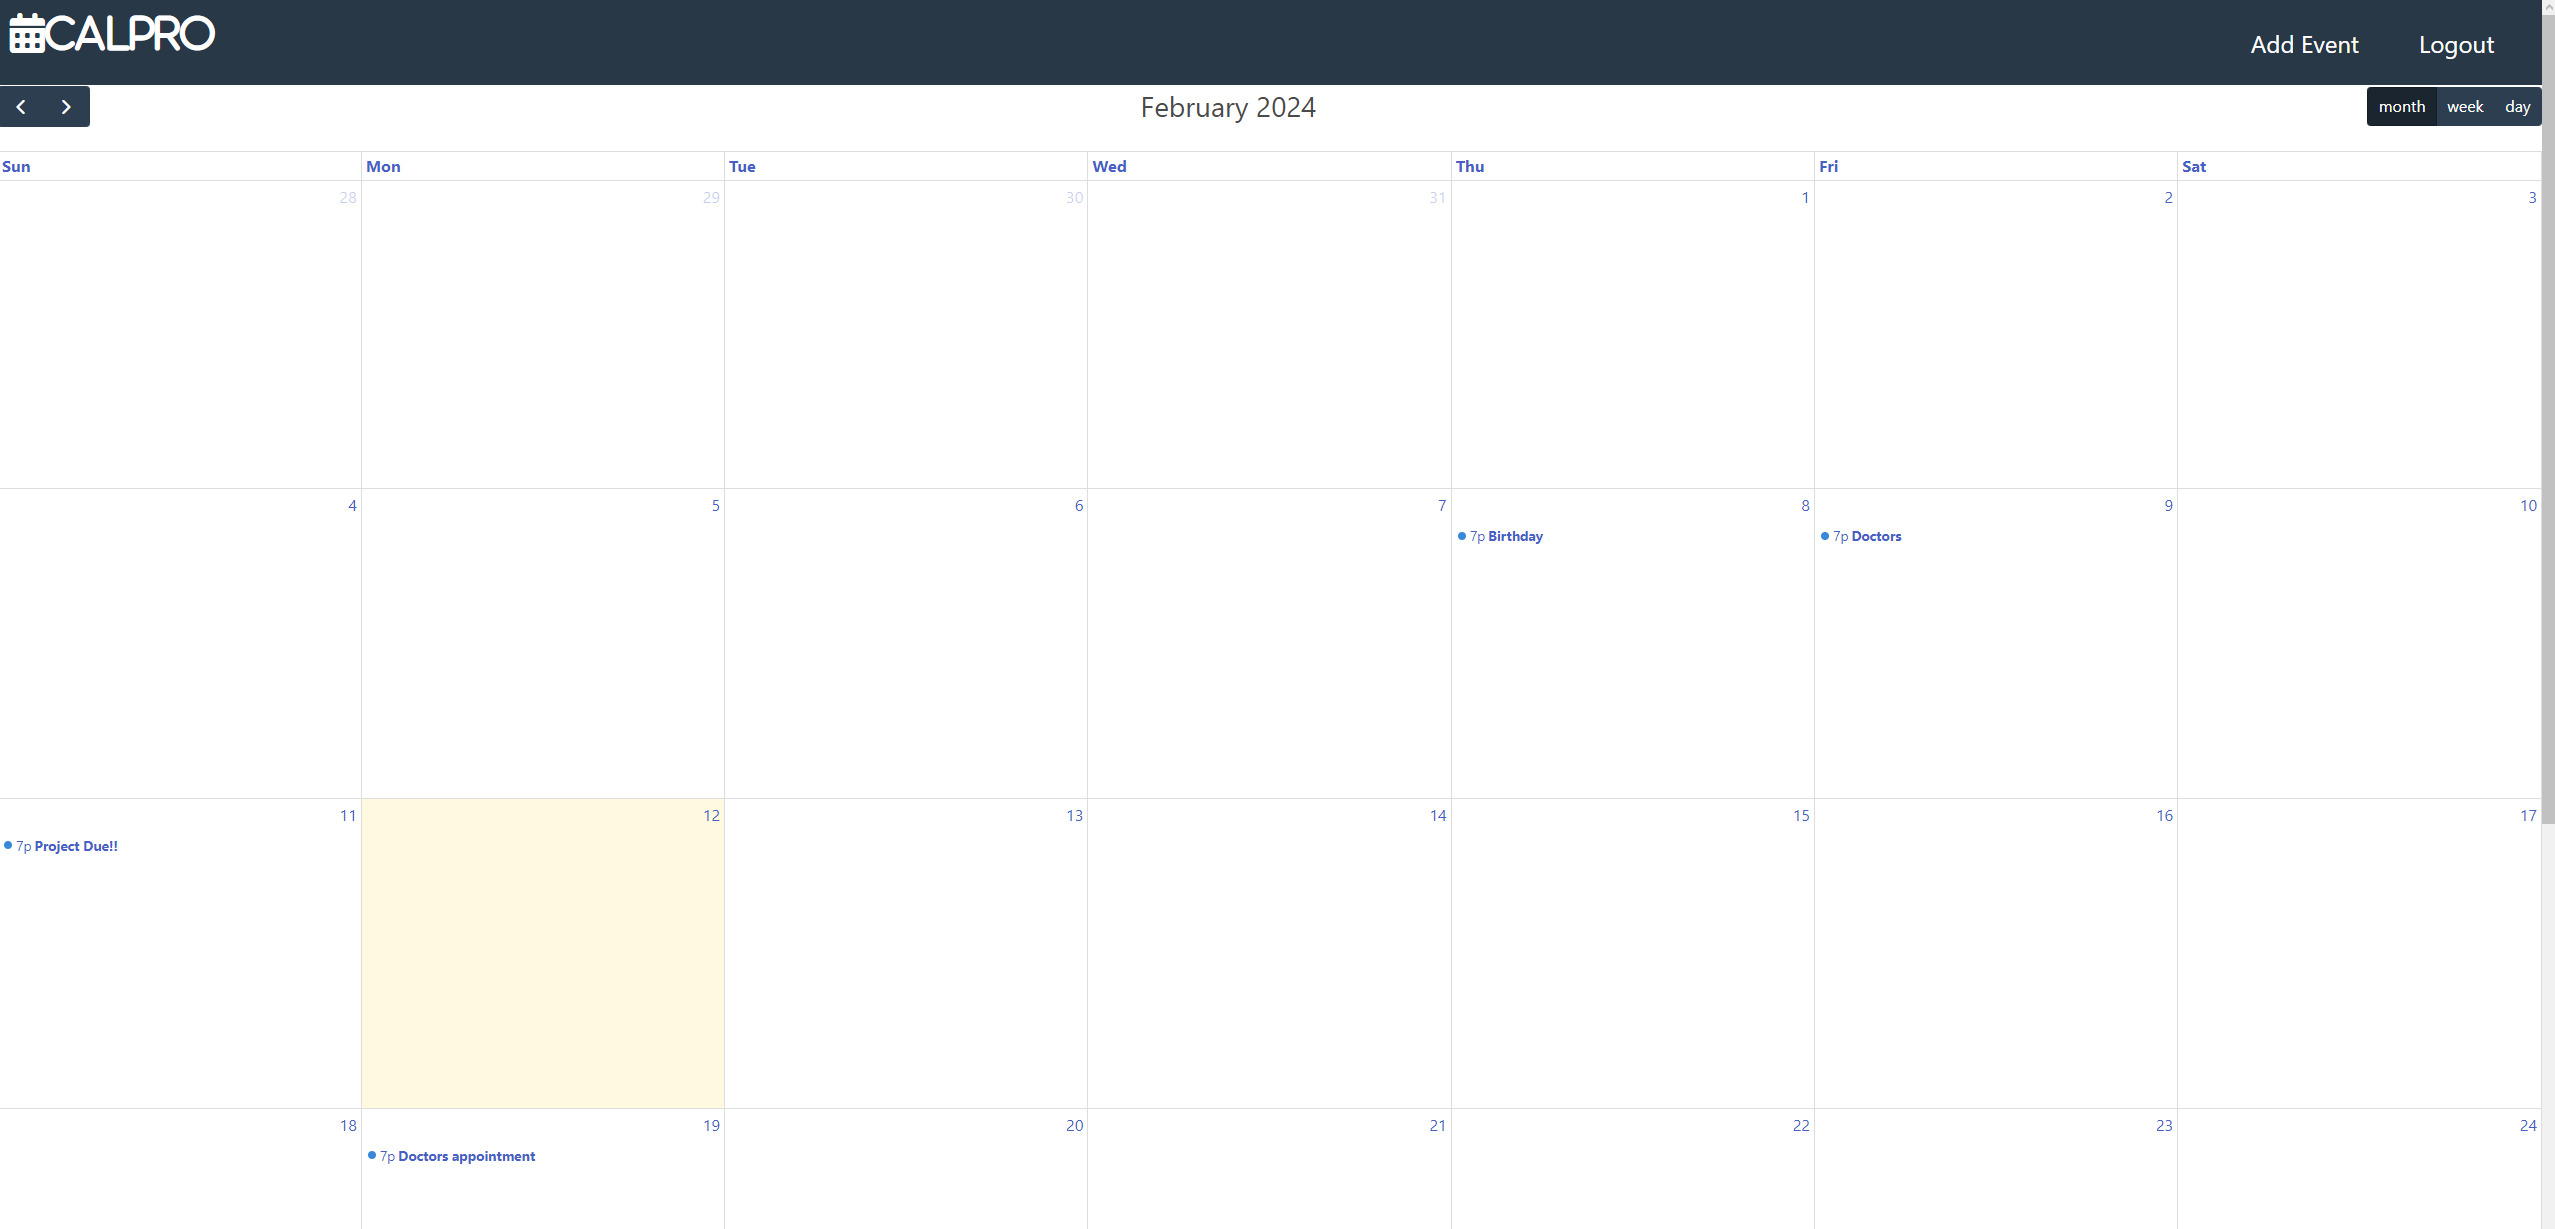 CALPRO
Add Event Logout
February 2024
month week day
Sun Mon Tue Wed Thu Fri Sat
28 29 30 31 1 2 3
4 5 6 7 8 9 10
7p Birthday 7p Doctors
11 12 13 14 15 16 17
7p Project Due!!
18 19 20 21 22 23 24
7p Doctors appointment